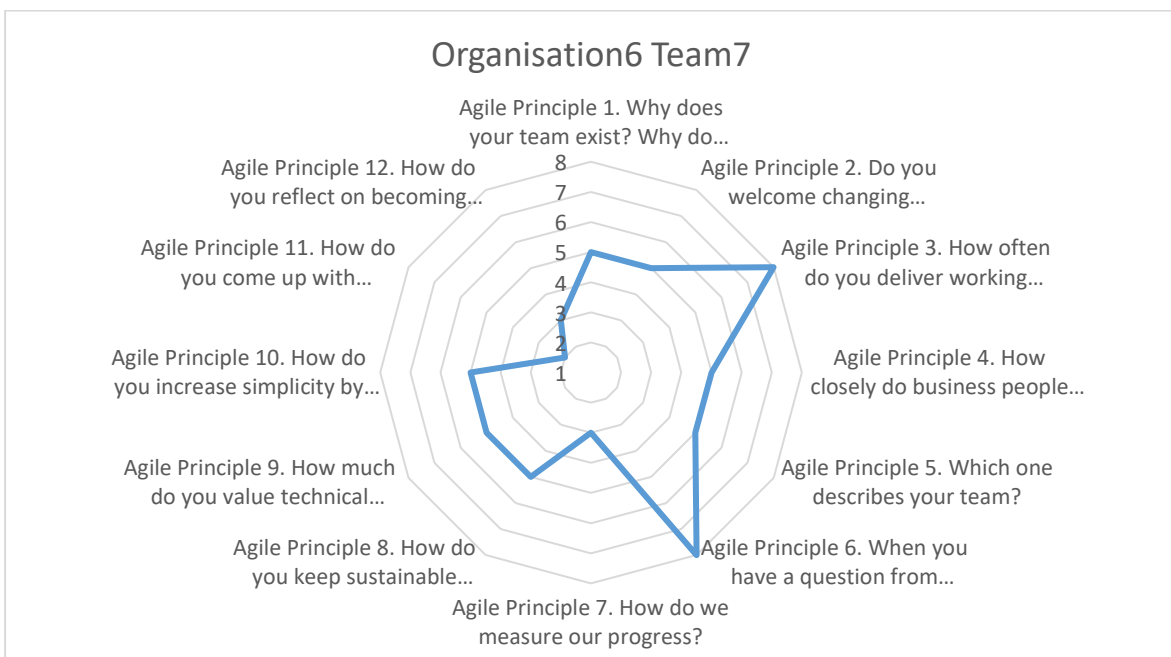 Organisation6 Team7
Agile Principle 1. Why does
your team exist? Why do…
Agile Principle 2. Do you
welcome changing…
Agile Principle 3. How often
do you deliver working…
Agile Principle 4. How
closely do business people…
Agile Principle 5. Which one
describes your team?
Agile Principle 6. When you
have a question from…
Agile Principle 7. How do we
measure our progress?
Agile Principle 8. How do
you keep sustainable…
Agile Principle 9. How much
do you value technical…
Agile Principle 10. How do
you increase simplicity by…
Agile Principle 11. How do
you come up with…
Agile Principle 12. How do
you reflect on becoming…
8
7
6
5
4
3
2
1